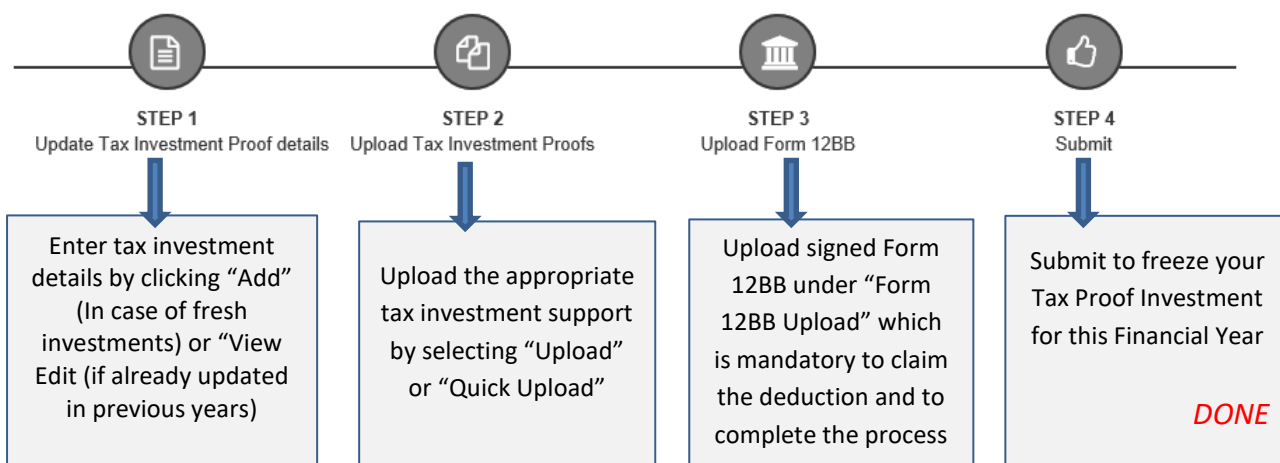 STEP 1
Update Tax Investment Proof details
STEP 2
Upload Tax Investment Proofs
STEP 3
Upload Form 12BB
STEP 4
Submit
Enter tax investment
details by clicking “Add”
(In case of fresh
investments) or “View
Edit (if already updated
in previous years)
Upload the appropriate
tax investment support
by selecting “Upload”
or “Quick Upload”
Upload signed Form
12BB under “Form
12BB Upload” which
is mandatory to claim
the deduction and to
complete the process
Submit to freeze your
Tax Proof Investment
for this Financial Year
DONE